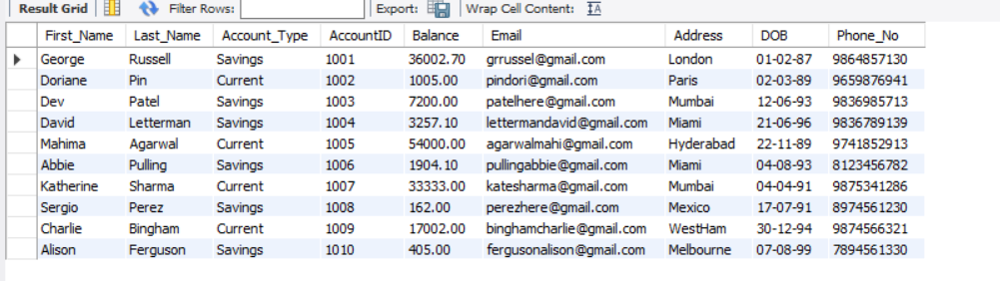 Result Grid Filter Rows: Export: Wrap Cell Content: IA
First_Name Last_Name Account_Type AccountID Balance Email Address DOB Phone_No
George Russell Savings 1001 36002.70 grrussel@gmail.com London 01-02-87 9864857130
Doriane Pin Current 1002 1005.00 pindori@gmail.com Paris 02-03-89 9659876941
Dev Patel Savings 1003 7200.00 patelhere@gmail.com Mumbai 12-06-93 9836985713
David Letterman Savings 1004 3257.10 lettermandavid@gmail.com Miami 21-06-96 9836789139
Mahima Agarwal Current 1005 54000.00 agarwalmahi@gmail.com Hyderabad 22-11-89 9741852913
Abbie Pulling Savings 1006 1904.10 pullingabbie@gmail.com Miami 04-08-93 8123456782
Katherine Sharma Current 1007 33333.00 katesharma@gmail.com Mumbai 04-04-91 9875341286
Sergio Perez Savings 1008 162.00 perezhere@gmail.com Mexico 17-07-91 8974561230
Charlie Bingham Current 1009 17002.00 binghamcharlie@gmail.com WestHam 30-12-94 9874566321
Alison Ferguson Savings 1010 405.00 fergusonalison@gmail.com Melbourne 07-08-99 7894561330